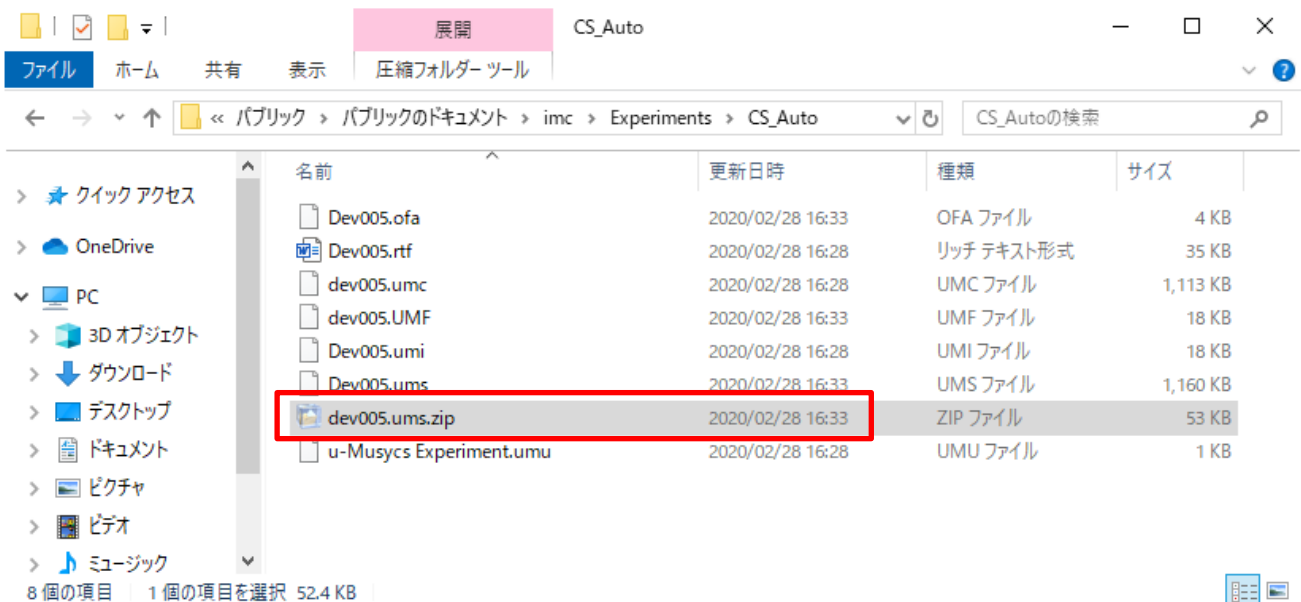 展開 CS_Auto
ファイル ホーム 共有 表示 圧縮フォルダー ツール
« パブリック › パブリックのドキュメント › imc › Experiments › CS_Auto CS_Autoの検索
名前 更新日時 種類 サイズ
クイック アクセス
OneDrive
PC
3D オブジェクト
ダウンロード
デスクトップ
ドキュメント
ピクチャ
ビデオ
ミュージック
Dev005.ofa 2020/02/28 16:33 OFA ファイル 4 KB
Dev005.rtf 2020/02/28 16:28 リッチ テキスト形式 35 KB
dev005.umc 2020/02/28 16:28 UMC ファイル 1,113 KB
dev005.UMF 2020/02/28 16:33 UMF ファイル 18 KB
Dev005.umi 2020/02/28 16:28 UMI ファイル 18 KB
Dev005.ums 2020/02/28 16:33 UMS ファイル 1,160 KB
dev005.ums.zip 2020/02/28 16:33 ZIP ファイル 53 KB
u-Musycs Experiment.umu 2020/02/28 16:28 UMU ファイル 1 KB
8 個の項目 1 個の項目を選択 52.4 KB